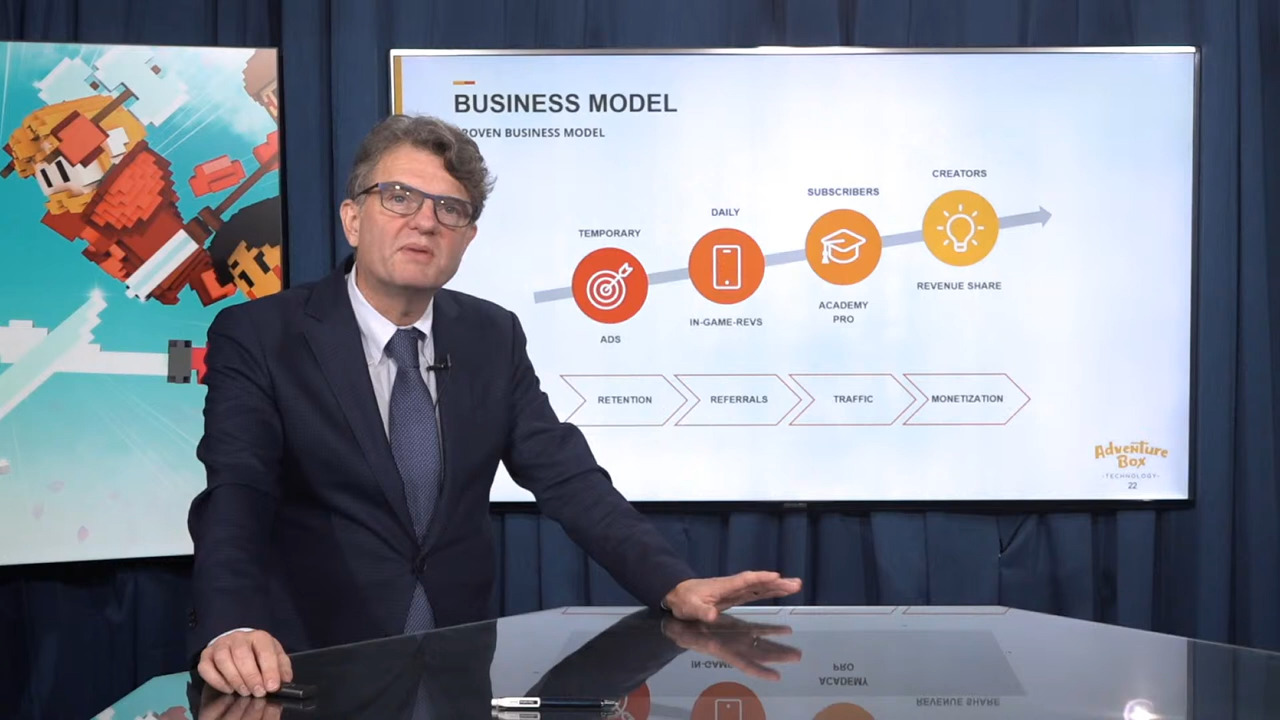 BUSINESS MODEL
ROVEN BUSINESS MODEL
CREATORS
SUBSCRIBERS
DAILY
TEMPORARY
REVENUE SHARE
ACADEMY
PRO
IN-GAME-REVS
ADS
RETENTION
REFERRALS
TRAFFIC
MONETIZATION
Adventure
Box
-TECHNOLOGY-
22